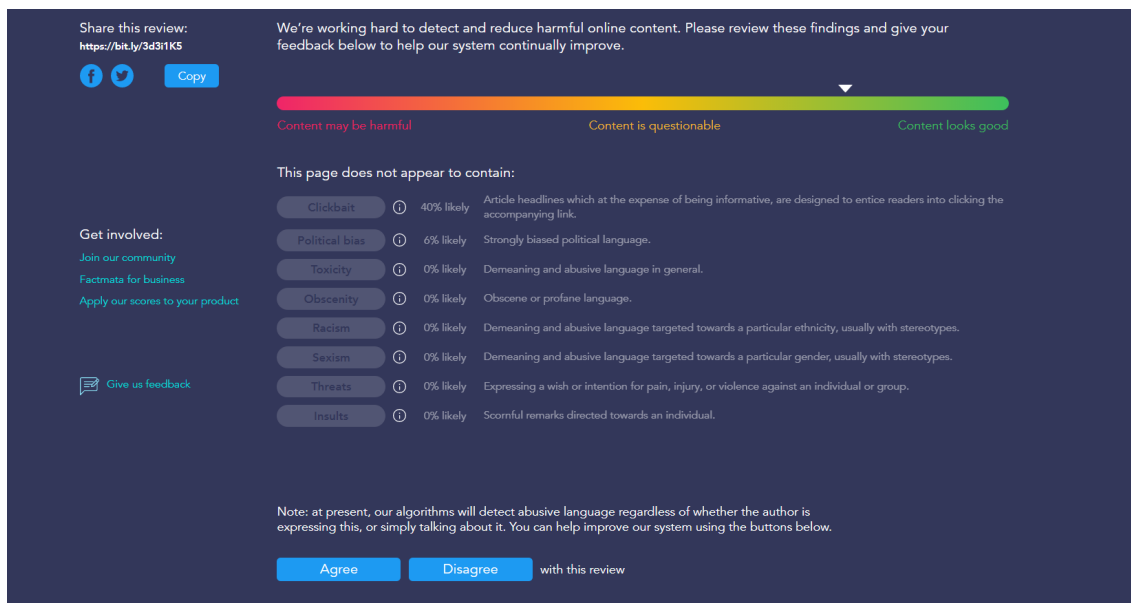 Share this review:
https://bit.ly/3d3i1K5
Copy
Get involved:
Join our community
Factmata for business
Apply our scores to your product
Give us feedback
We're working hard to detect and reduce harmful online content. Please review these findings and give your
feedback below to help our system continually improve.
Content may be harmful
Content is questionable
Content looks good
This page does not appear to contain:
Clickbait 40% likely Article headlines which at the expense of being informative, are designed to entice readers into clicking the
accompanying link.
Political bias 6% likely Strongly biased political language.
Toxicity 0% likely Demeaning and abusive language in general.
Obscenity 0% likely Obscene or profane language.
Racism 0% likely Demeaning and abusive language targeted towards a particular ethnicity, usually with stereotypes.
Sexism 0% likely Demeaning and abusive language targeted towards a particular gender, usually with stereotypes.
Threats 0% likely Expressing a wish or intention for pain, injury, or violence against an individual or group.
Insults 0% likely Scornful remarks directed towards an individual.
Note: at present, our algorithms will detect abusive language regardless of whether the author is
expressing this, or simply talking about it. You can help improve our system using the buttons below.
Agree Disagree with this review